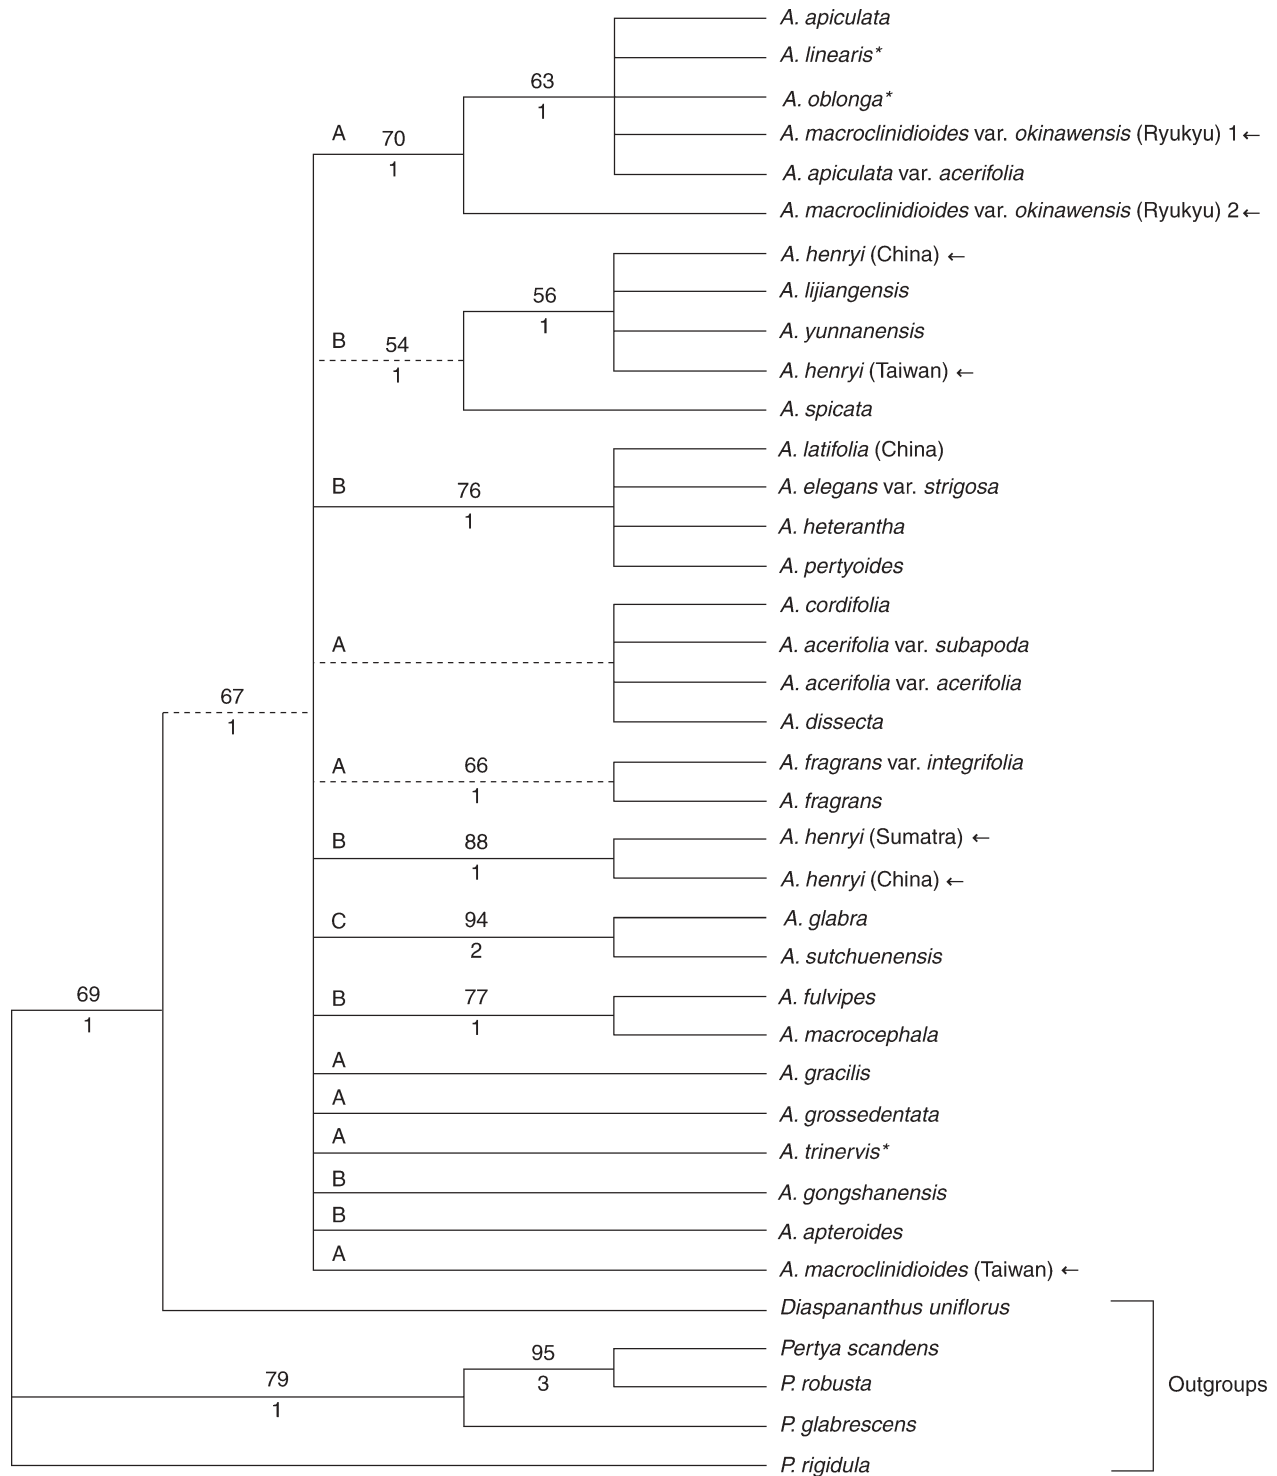 A. apiculata
A. linearis*
63
A. oblonga*
1
A
70
A. macroclinidioides var. okinawensis (Ryukyu) 1←
1
A. apiculata var. acerifolia
A. macroclinidioides var. okinawensis (Ryukyu) 2←
A. henryi (China) ←
56
A. lijiangensis
1
B
54
A. yunnanensis
1
A. henryi (Taiwan) ←
A. spicata
A. latifolia (China)
B
76
A. elegans var. strigosa
1
A. heterantha
A. pertyoides
A. cordifolia
A
A. acerifolia var. subapoda
67
A. acerifolia var. acerifolia
1
A. dissecta
A
66
A. fragrans var. integrifolia
1
A. fragrans
B
88
A. henryi (Sumatra) ←
1
A. henryi (China) ←
C
94
A. glabra
2
A. sutchuenensis
69
B
77
A. fulvipes
1
1
A. macrocephala
A
A. gracilis
A
A. grossedentata
A
A. trinervis*
B
A. gongshanensis
B
A. apteroides
A
A. macroclinidioides (Taiwan) ←
Diaspananthus uniflorus
95
Pertya scandens
79
3
P. robusta
Outgroups
1
P. glabrescens
P. rigidula